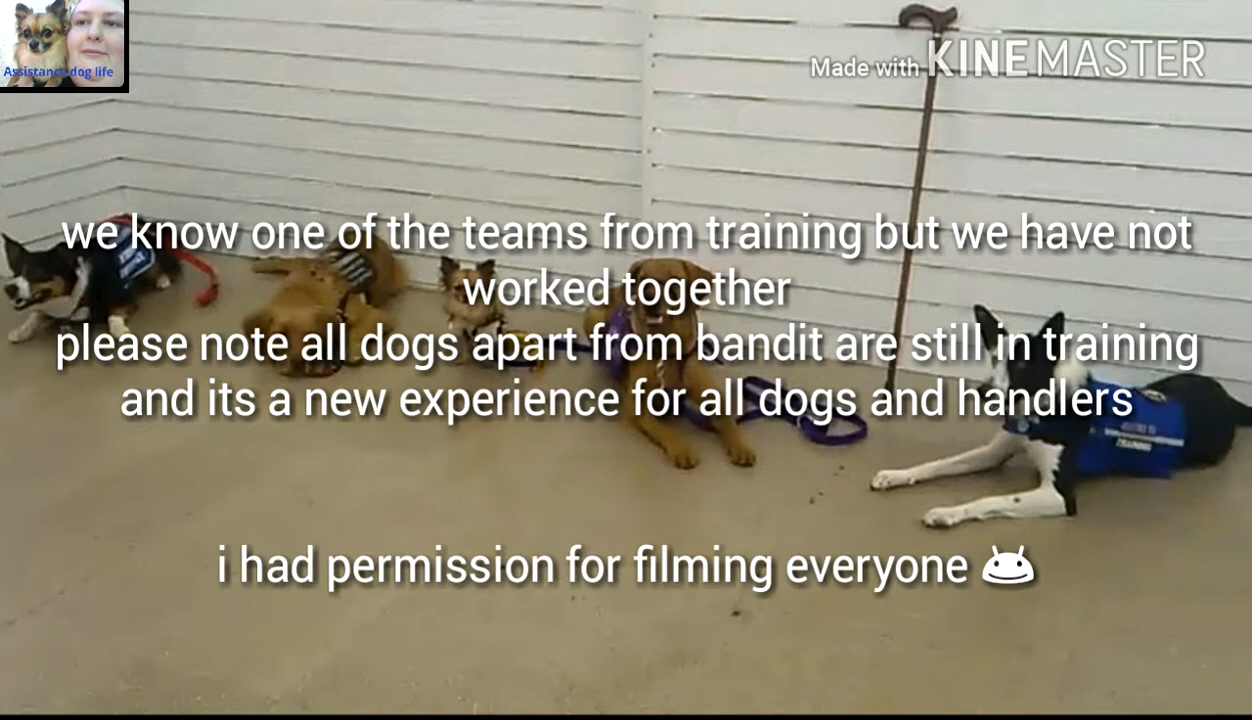 Assistance dog life
Made with KINEMASTER
we know one of the teams from training but we have not
worked together
please note all dogs apart from bandit are still in training
and its a new experience for all dogs and handlers
TRAINING
i had permission for filming everyone